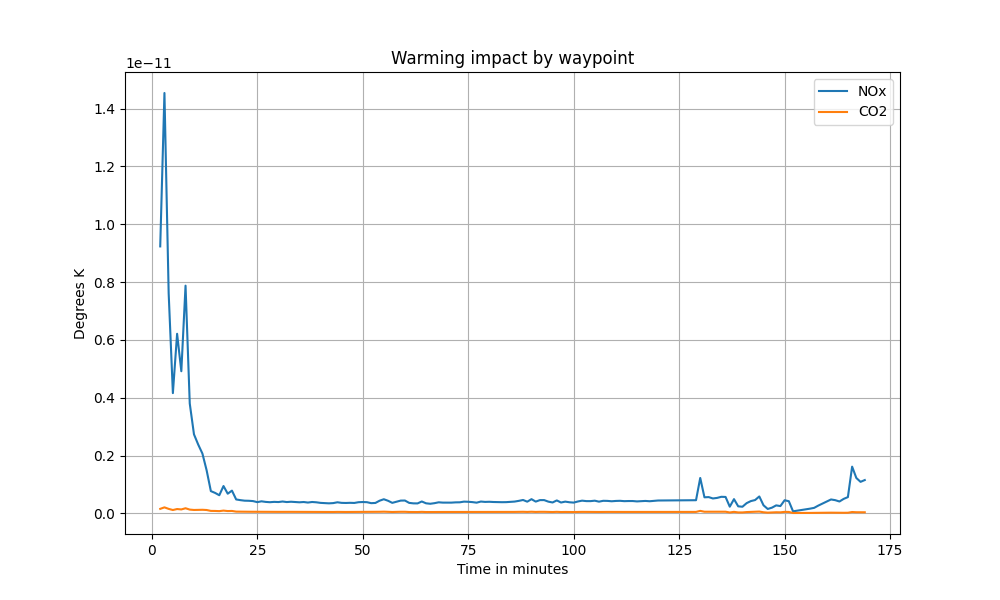 Warming impact by waypoint
1e−11
NOx
CO2
1.4
1.2
1.0
0.8
0.6
0.4
0.2
0.0
Degrees K
0 25 50 75 100 125 150 175
Time in minutes